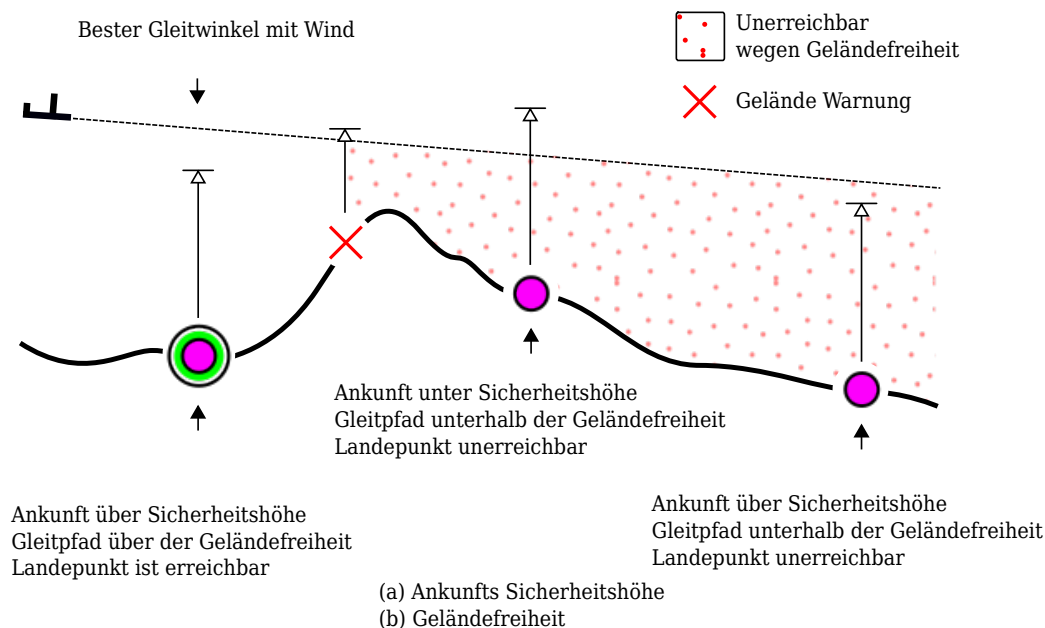 Bester Gleitwinkel mit Wind
Unerreichbar
wegen Geländefreiheit
Gelände Warnung
Ankunft unter Sicherheitshöhe
Gleitpfad unterhalb der Geländefreiheit
Landepunkt unerreichbar
Ankunft über Sicherheitshöhe
Gleitpfad über der Geländefreiheit
Landepunkt ist erreichbar
Ankunft über Sicherheitshöhe
Gleitpfad unterhalb der Geländefreiheit
Landepunkt unerreichbar
(a) Ankunfts Sicherheitshöhe
(b) Geländefreiheit